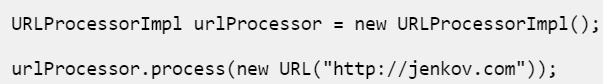 URLProcessorImpl urlProcessor = new URLProcessorImpl();
urlProcessor.process(new URL("http://jenkov.com"));